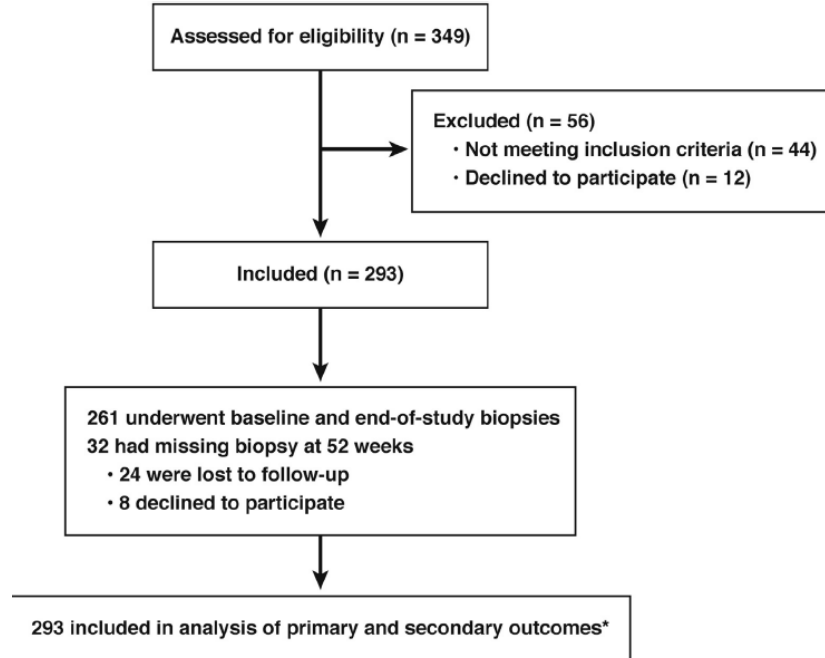 Assessed for eligibility (n = 349)
Excluded (n = 56)
· Not meeting inclusion criteria (n = 44)
· Declined to participate (n = 12)
Included (n = 293)
261 underwent baseline and end-of-study biopsies
32 had missing biopsy at 52 weeks
· 24 were lost to follow-up
· 8 declined to participate
293 included in analysis of primary and secondary outcomes*